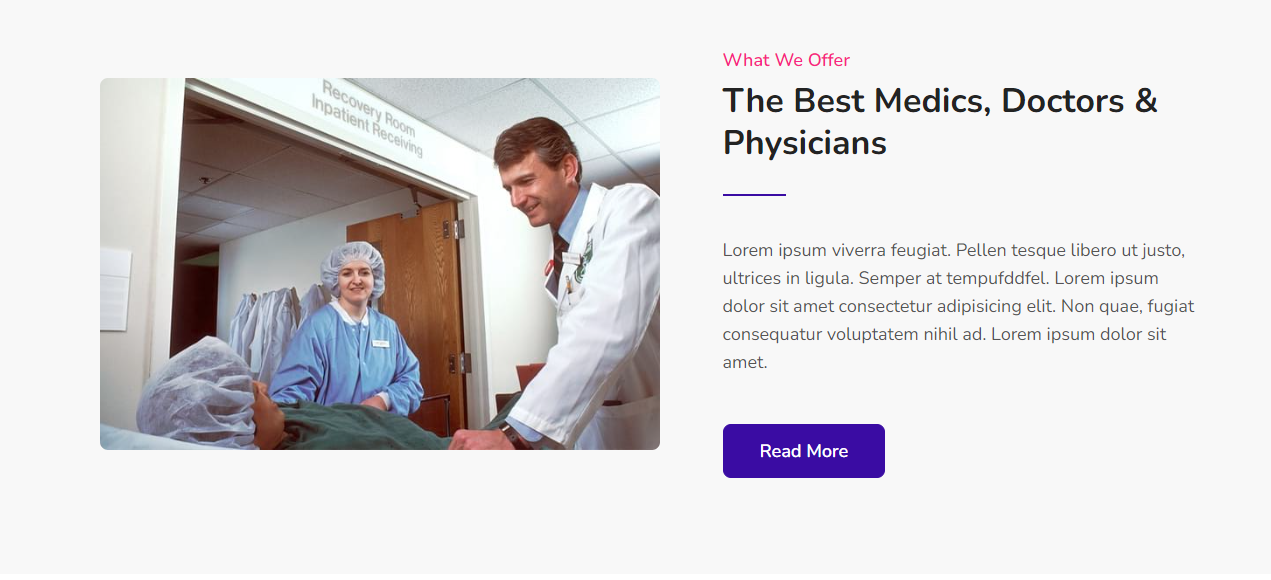 What We Offer
The Best Medics, Doctors &
Physicians
Recovery Room
Inpatient Receiving
Lorem ipsum viverra feugiat. Pellen tesque libero ut justo,
ultrices in ligula. Semper at tempufddfel. Lorem ipsum
dolor sit amet consectetur adipisicing elit. Non quae, fugiat
consequatur voluptatem nihil ad. Lorem ipsum dolor sit
amet.
Read More